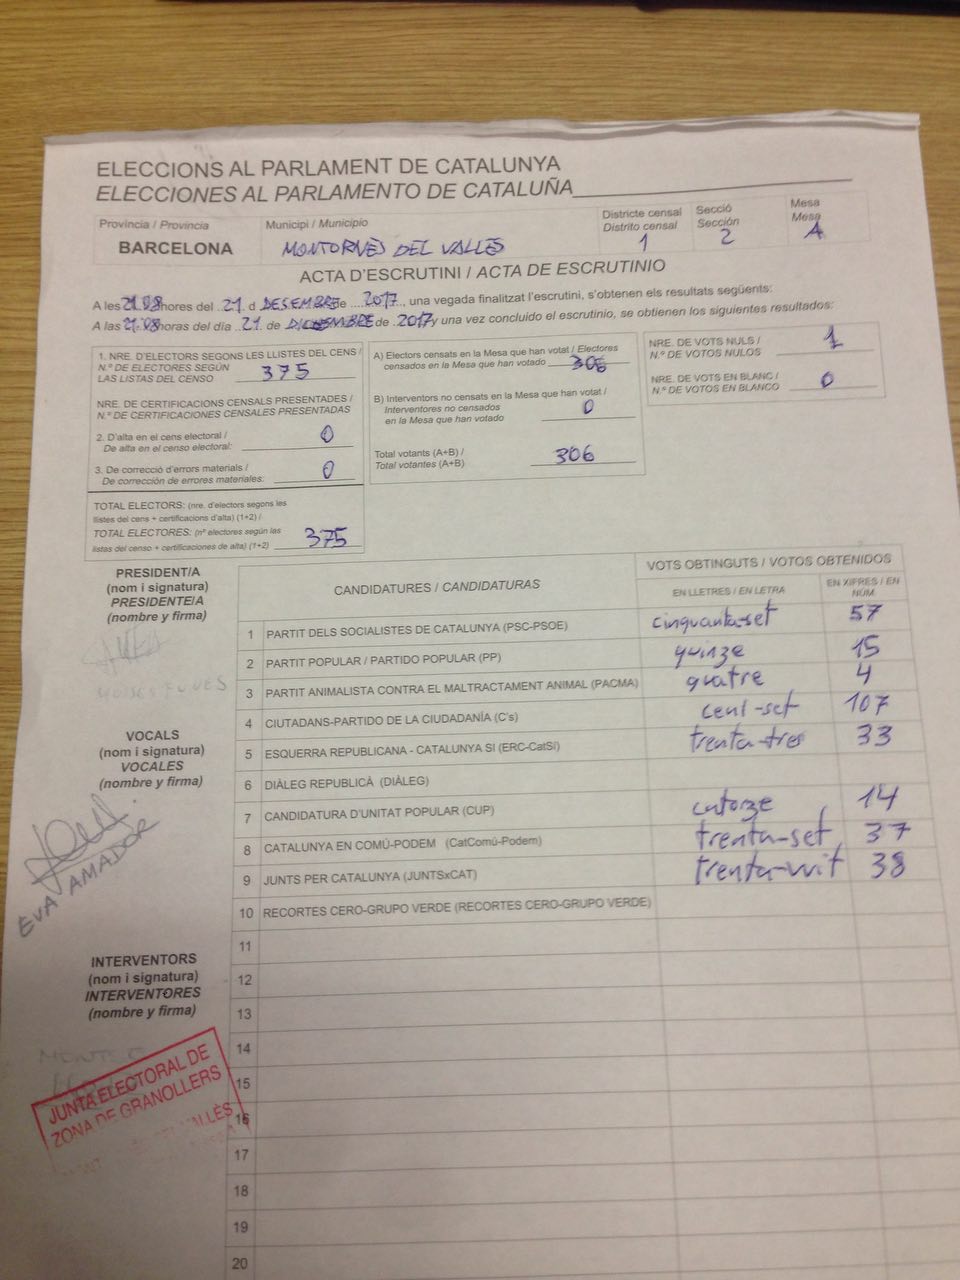 ELECCIONS AL PARLAMENT DE CATALUNYA
ELECCIONES AL PARLAMENTO DE CATALUÑA
Província / Provincia
BARCELONA
Municipi / Municipio
MONTORNÈS DEL VALLÈS
Districte censal
Distrito censal
1
Secció
Sección
2
Mesa
Mesa
A
ACTA D'ESCRUTINI / ACTA DE ESCRUTINIO
A les 21.08 hores del 21. d DESEMBRE de 2017, una vegada finalitzat l'escrutini, s'obtenen els resultats següents:
A las 21:08 horas del día 21. de DICIEMBRE de 2017 y una vez concluido el escrutinio, se obtienen los siguientes resultados:
1. NRE. D'ELECTORS SEGONS LES LLISTES DEL CENS /
N.º DE ELECTORES SEGÚN
LAS LISTAS DEL CENSO 375
NRE. DE CERTIFICACIONS CENSALS PRESENTADES /
N.º DE CERTIFICACIONES CENSALES PRESENTADAS
2. D'alta en el cens electoral /
De alta en el censo electoral: 0
3. De correcció d'errors materials /
De corrección de errores materiales: 0
TOTAL ELECTORS: (nre. d'electors segons les
llistes del cens + certificacions d'alta) (1+2) /
TOTAL ELECTORES: (nº electores según las
listas del censo + certificaciones de alta) (1+2) 375
A) Electors censats en la Mesa que han votat / Electores
censados en la Mesa que han votado 306
B) Interventors no censats en la Mesa que han votat /
Interventores no censados
en la Mesa que han votado 0
Total votants (A+B) /
Total votantes (A+B) 306
NRE. DE VOTS NULS /
N.º DE VOTOS NULOS 1
NRE. DE VOTS EN BLANC /
N.º DE VOTOS EN BLANCO 0
PRESIDENT/A
(nom i signatura)
PRESIDENTE/A
(nombre y firma)
VOCALS
(nom i signatura)
VOCALES
(nombre y firma)
EVA AMADOR
INTERVENTORS
(nom i signatura)
INTERVENTORES
(nombre y firma)
JUNTA ELECTORAL DE
ZONA DE GRANOLLERS
CANDIDATURES / CANDIDATURAS
VOTS OBTINGUTS / VOTOS OBTENIDOS
EN LLETRES / EN LETRA
EN XIFRES / EN
NÚM
1 PARTIT DELS SOCIALISTES DE CATALUNYA (PSC-PSOE) cinquanta-set 57
2 PARTIT POPULAR / PARTIDO POPULAR (PP) quinze 15
3 PARTIT ANIMALISTA CONTRA EL MALTRACTAMENT ANIMAL (PACMA) quatre 4
4 CIUTADANS-PARTIDO DE LA CIUDADANÍA (C's) cent-set 107
5 ESQUERRA REPUBLICANA - CATALUNYA SI (ERC-CatSí) trenta-tres 33
6 DIÀLEG REPUBLICÀ (DIÀLEG)
7 CANDIDATURA D'UNITAT POPULAR (CUP) catorze 14
8 CATALUNYA EN COMÚ-PODEM (CatComú-Podem) trenta-set 37
9 JUNTS PER CATALUNYA (JUNTSxCAT) trenta-vuit 38
10 RECORTES CERO-GRUPO VERDE (RECORTES CERO-GRUPO VERDE)
11
12
13
14
15
16
17
18
19
20